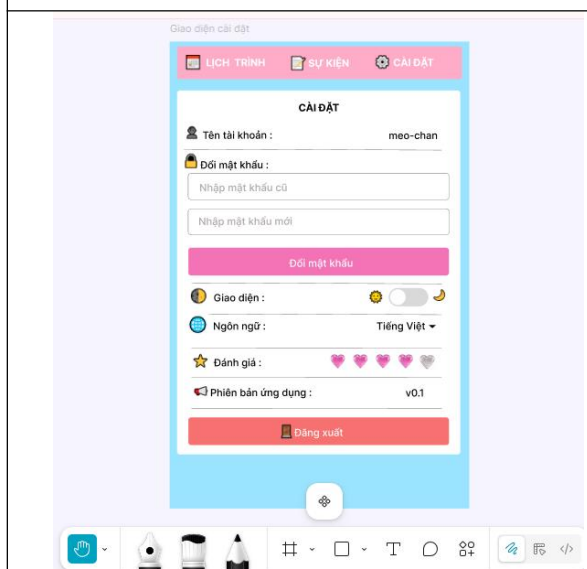 Giao diện cài đặt
LỊCH TRÌNH SỰ KIỆN CÀI ĐẶT
CÀI ĐẶT
Tên tài khoản : meo-chan
Đổi mật khẩu :
Nhập mật khẩu cũ
Nhập mật khẩu mới
Đổi mật khẩu
Giao diện :
Ngôn ngữ : Tiếng Việt
Đánh giá :
Phiên bản ứng dụng : v0.1
Đăng xuất